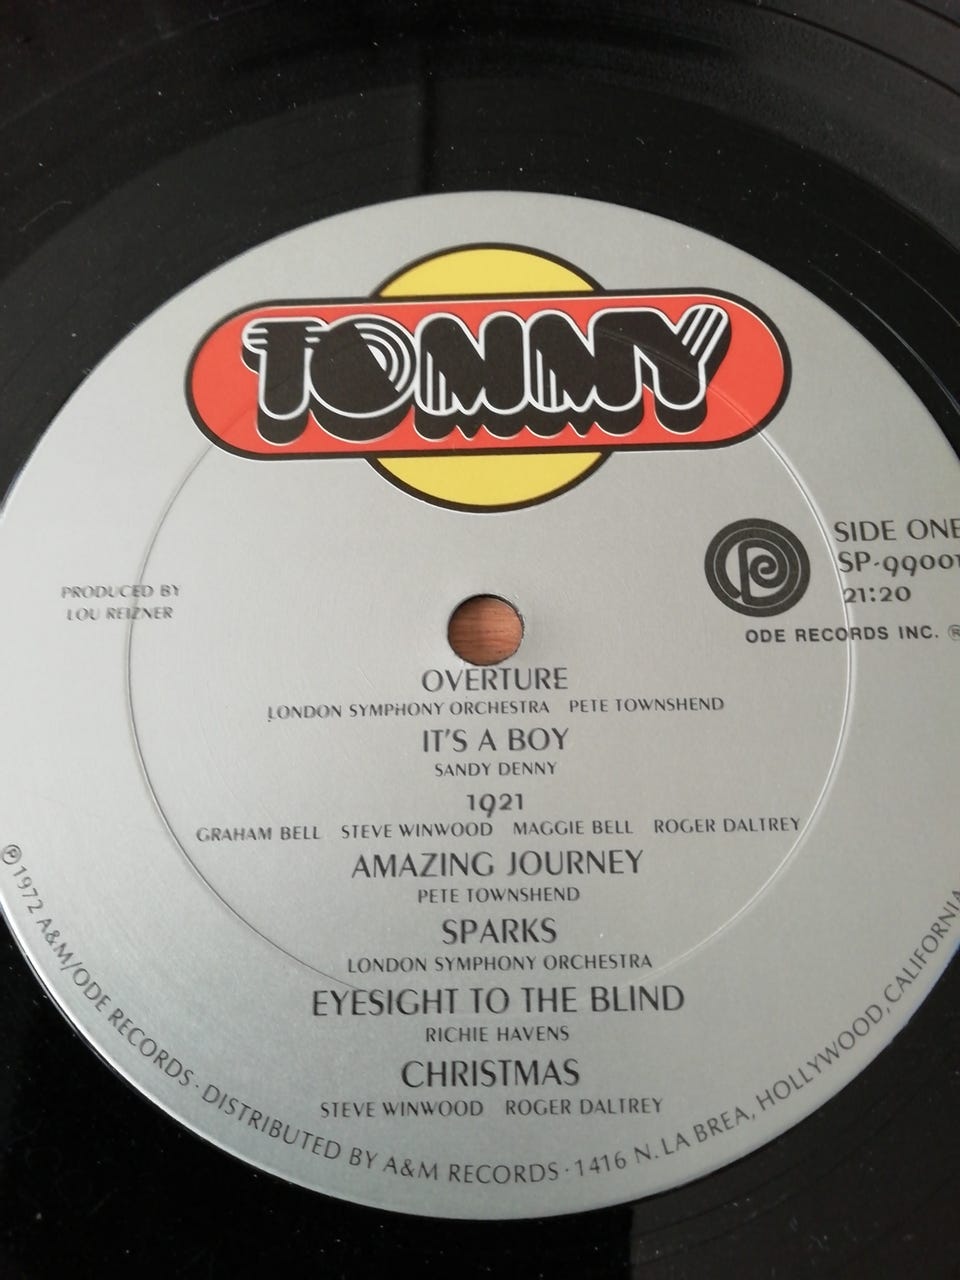 TOMMY
SIDE ONE
SP-99001
21:20
ODE RECORDS INC. ®
PRODUCED BY
LOU REIZNER
OVERTURE
LONDON SYMPHONY ORCHESTRA PETE TOWNSHEND
IT'S A BOY
SANDY DENNY
1921
GRAHAM BELL STEVE WINWOOD MAGGIE BELL ROGER DALTREY
AMAZING JOURNEY
PETE TOWNSHEND
SPARKS
LONDON SYMPHONY ORCHESTRA
EYESIGHT TO THE BLIND
RICHIE HAVENS
CHRISTMAS
STEVE WINWOOD ROGER DALTREY
℗1972 A&M/ODE RECORDS · DISTRIBUTED BY A&M RECORDS · 1416 N. LA BREA, HOLLYWOOD, CALIFORNIA